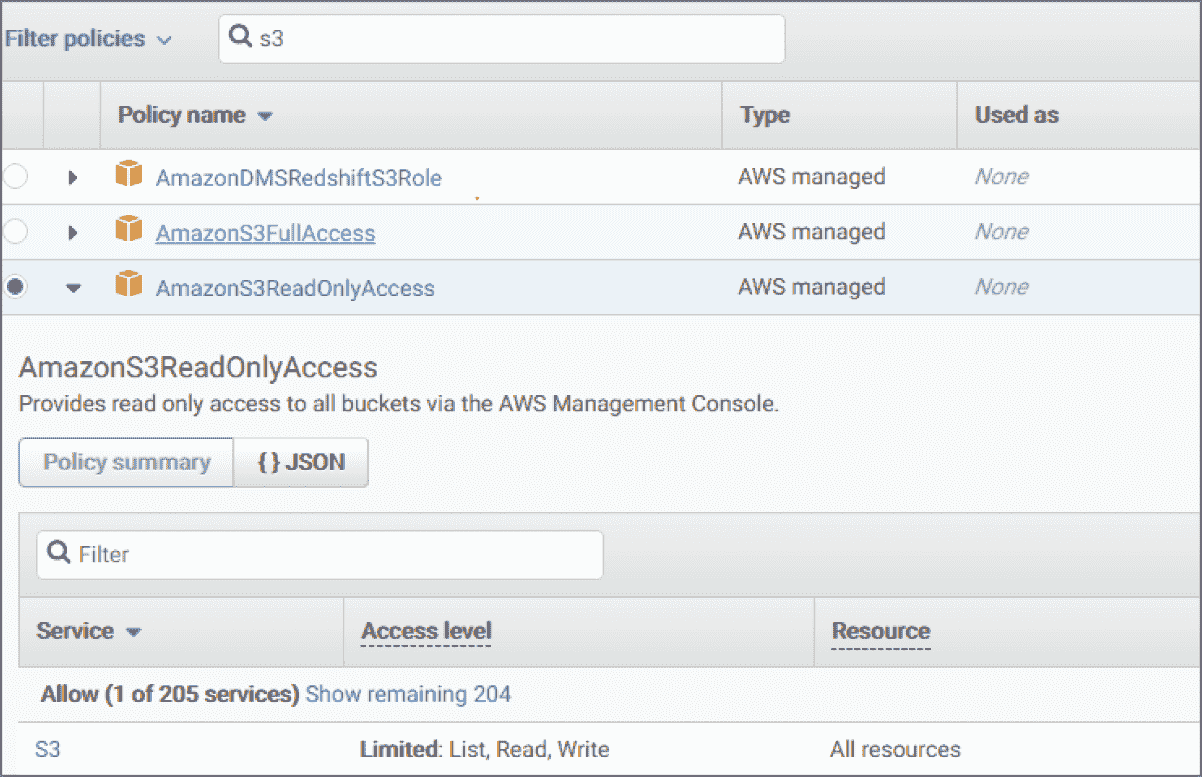 Filter policies
s3
Policy name Type Used as
AmazonDMSRedshiftS3Role AWS managed None
AmazonS3FullAccess AWS managed None
AmazonS3ReadOnlyAccess AWS managed None
AmazonS3ReadOnlyAccess
Provides read only access to all buckets via the AWS Management Console.
Policy summary { } JSON
Filter
Service Access level Resource
Allow (1 of 205 services) Show remaining 204
S3 Limited: List, Read, Write All resources